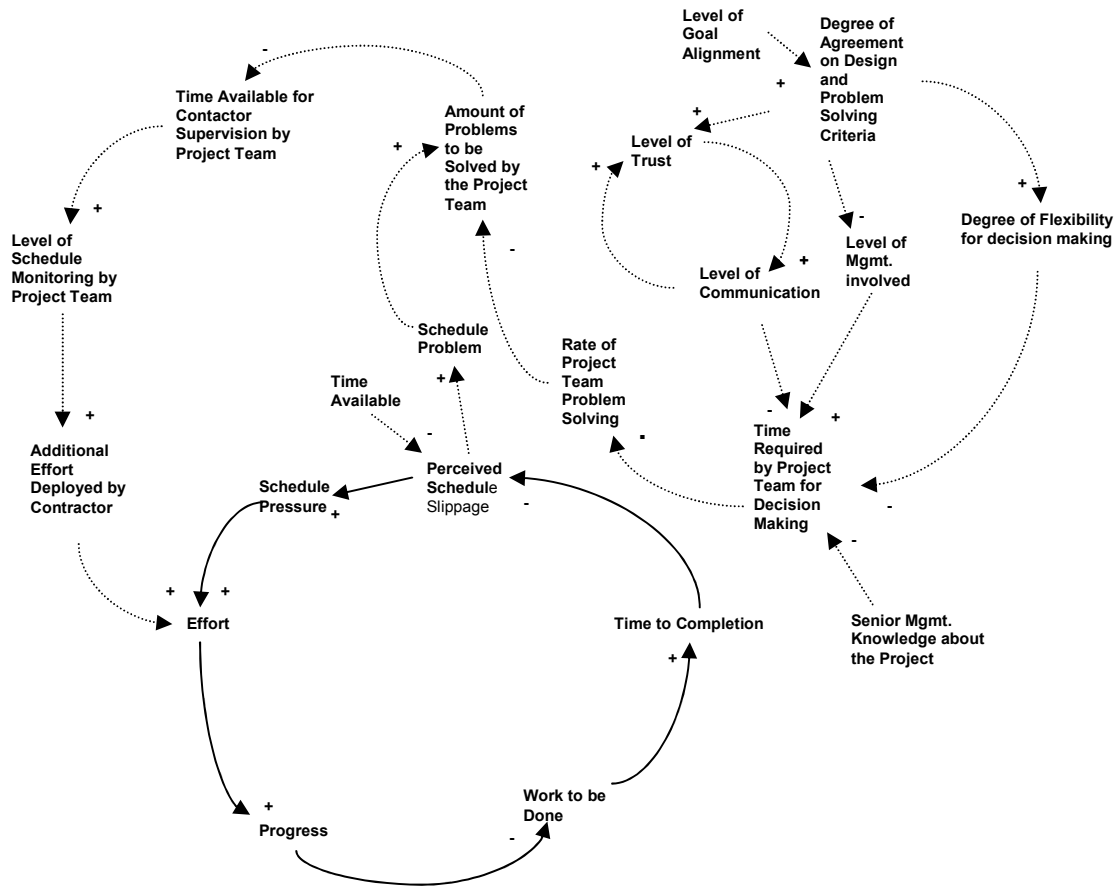 Level of
Goal
Alignment
Degree of
Agreement
on Design
and
Problem
Solving
Criteria
-
Time Available for
Contactor
Supervision by
Project Team
Amount of
Problems
to be
Solved by
the Project
Team
+
+
+
Level of
Trust
+
+
+
Level of
Schedule
Monitoring by
Project Team
-
-
Degree of Flexibility
for decision making
Level of
Mgmt.
involved
+
Level of
Communication
Schedule
Problem
+
Rate of
Project
Team
Problem
Solving
Time
Available
+
-
-
-
+
Additional
Effort
Deployed by
Contractor
Time
Required
by Project
Team for
Decision
Making
Perceived
Schedule
Slippage
Schedule
Pressure
+
-
-
-
+
+
Effort
Time to Completion
Senior Mgmt.
Knowledge about
the Project
+
Work to be
Done
+
Progress
-